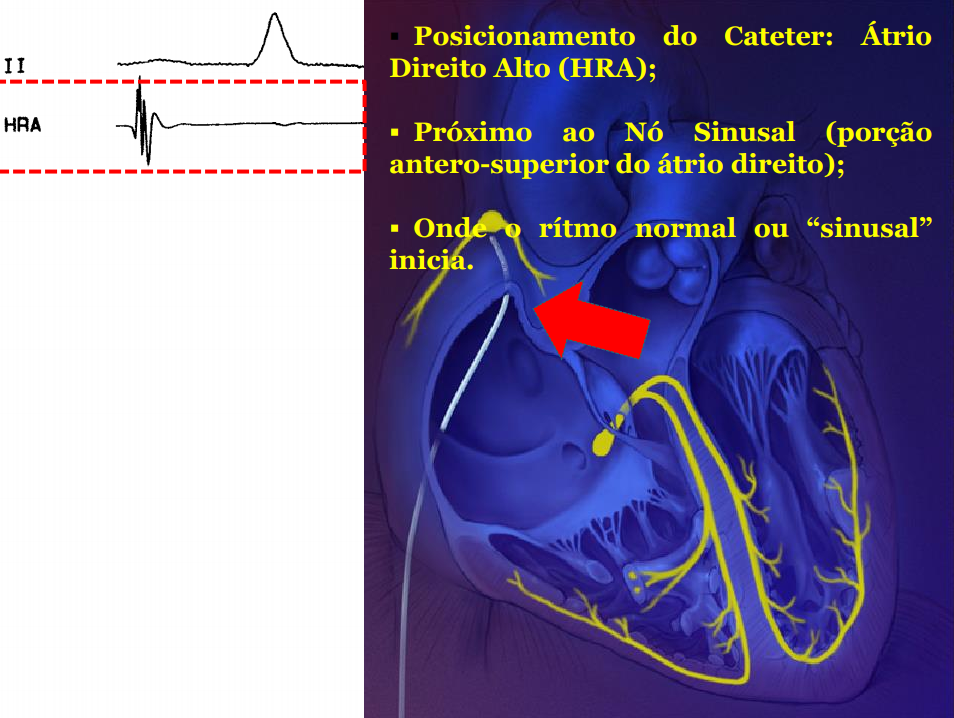 II
HRA
▪ Posicionamento do Cateter: Átrio
Direito Alto (HRA);
▪ Próximo ao Nó Sinusal (porção
antero-superior do átrio direito);
▪ Onde o rítmo normal ou “sinusal”
inicia.